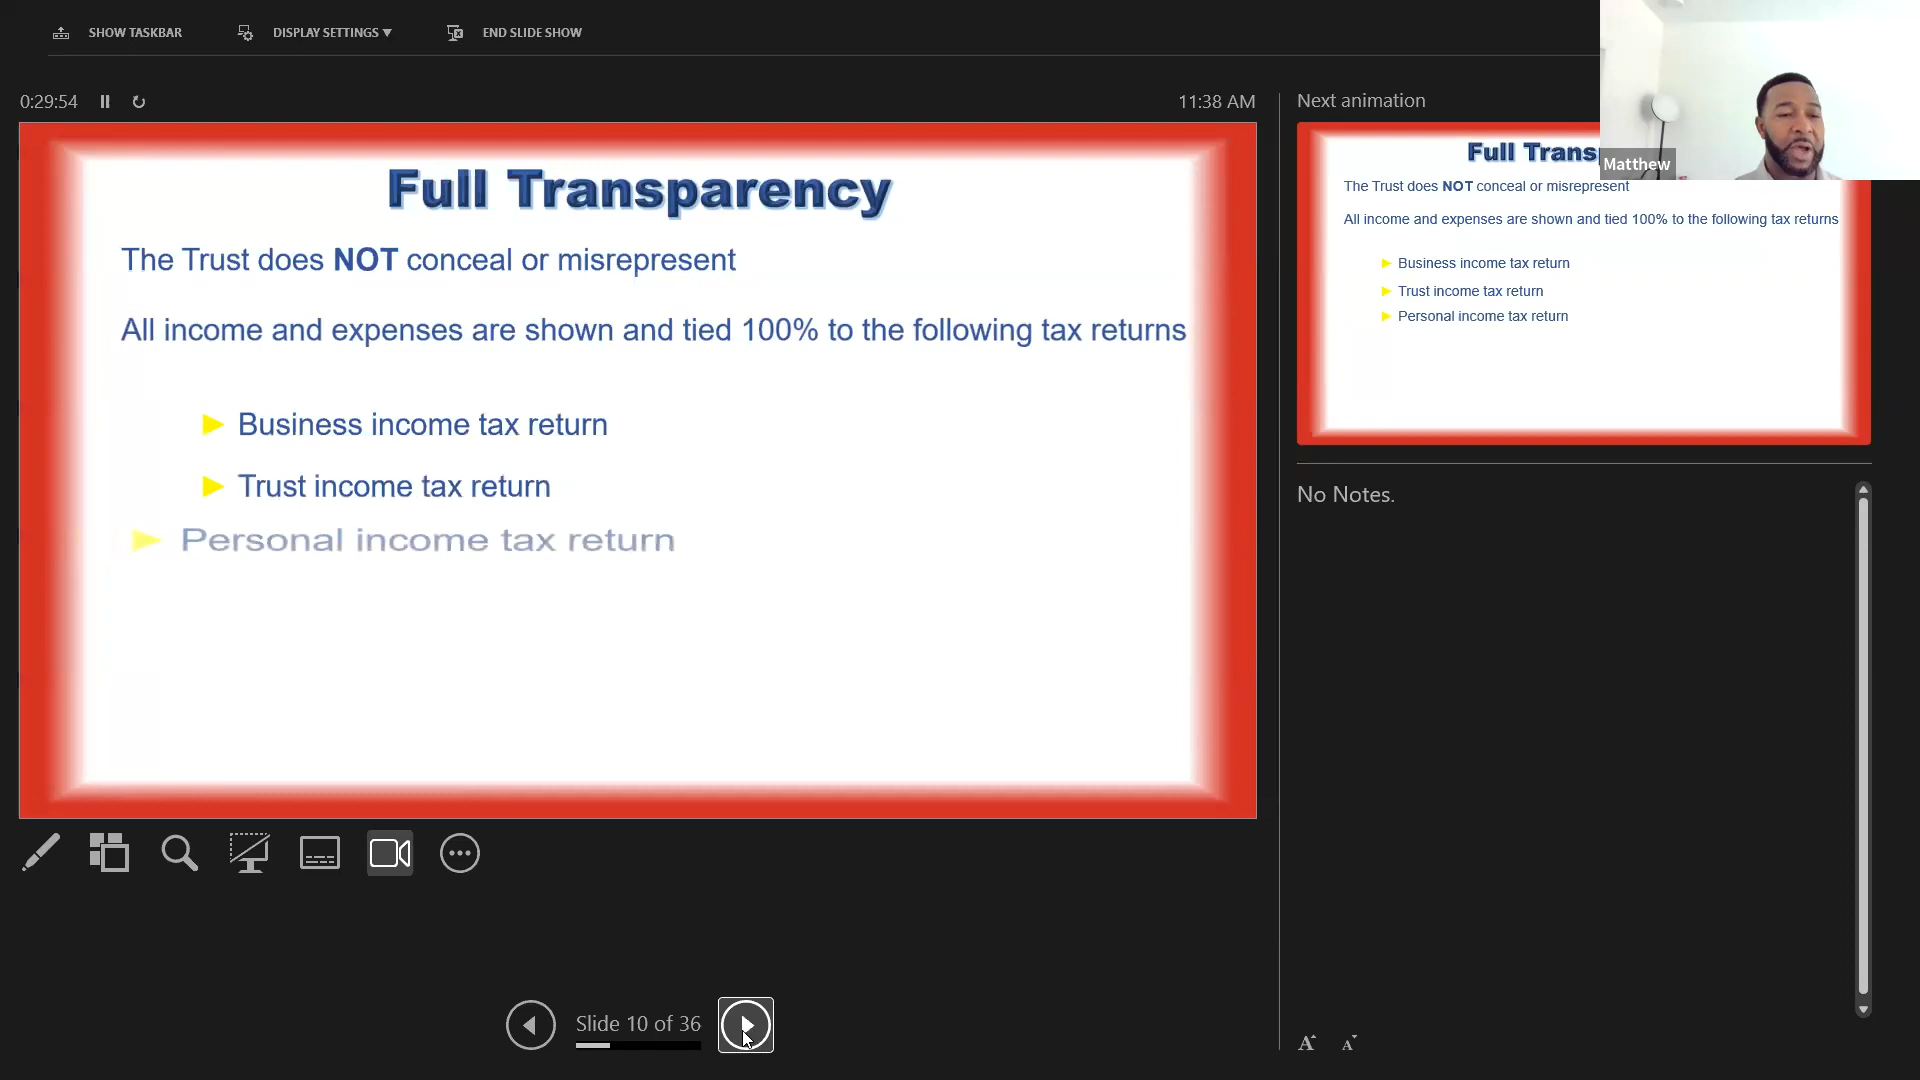 SHOW TASKBAR
DISPLAY SETTINGS ▼
END SLIDE SHOW
0:29:54
11:38 AM
Full Transparency
The Trust does NOT conceal or misrepresent
All income and expenses are shown and tied 100% to the following tax returns
Business income tax return
Trust income tax return
Personal income tax return
Slide 10 of 36
Next animation
Matthew
Full Trans
The Trust does NOT conceal or misrepresent
All income and expenses are shown and tied 100% to the following tax returns
Business income tax return
Trust income tax return
Personal income tax return
No Notes.
A A